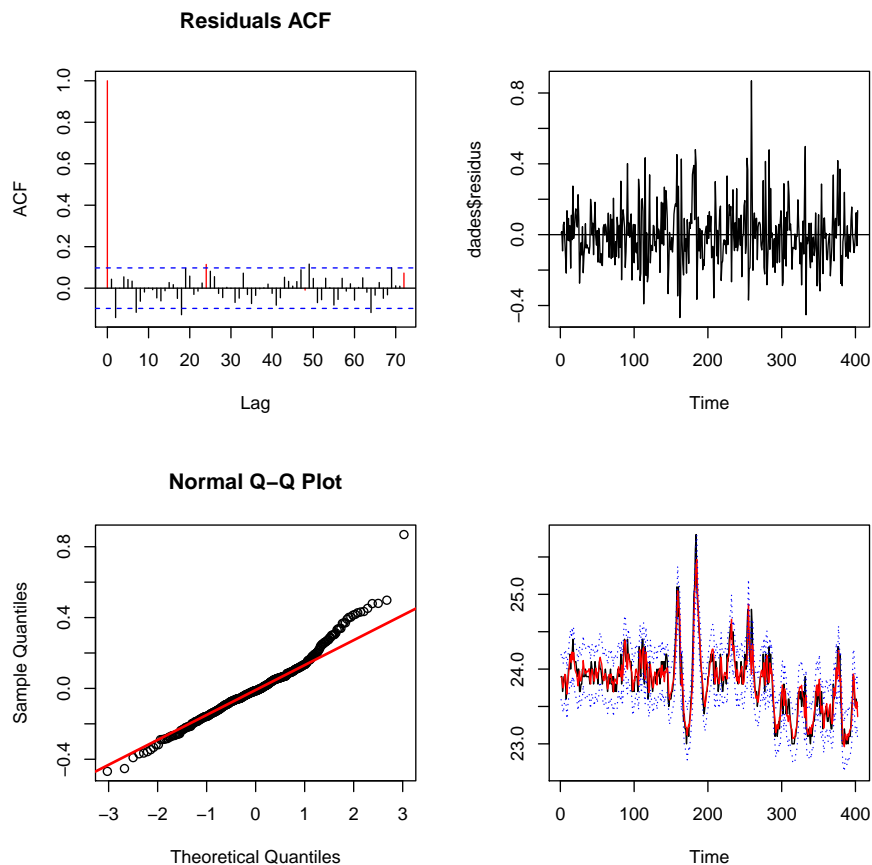 Residuals ACF
ACF
0.0 0.2 0.4 0.6 0.8 1.0
0 10 20 30 40 50 60 70
Lag
dades$residus
−0.4 0.0 0.4 0.8
0 100 200 300 400
Time
Normal Q−Q Plot
Sample Quantiles
−0.4 0.0 0.4 0.8
−3 −2 −1 0 1 2 3
Theoretical Quantiles
23.0 24.0 25.0
0 100 200 300 400
Time